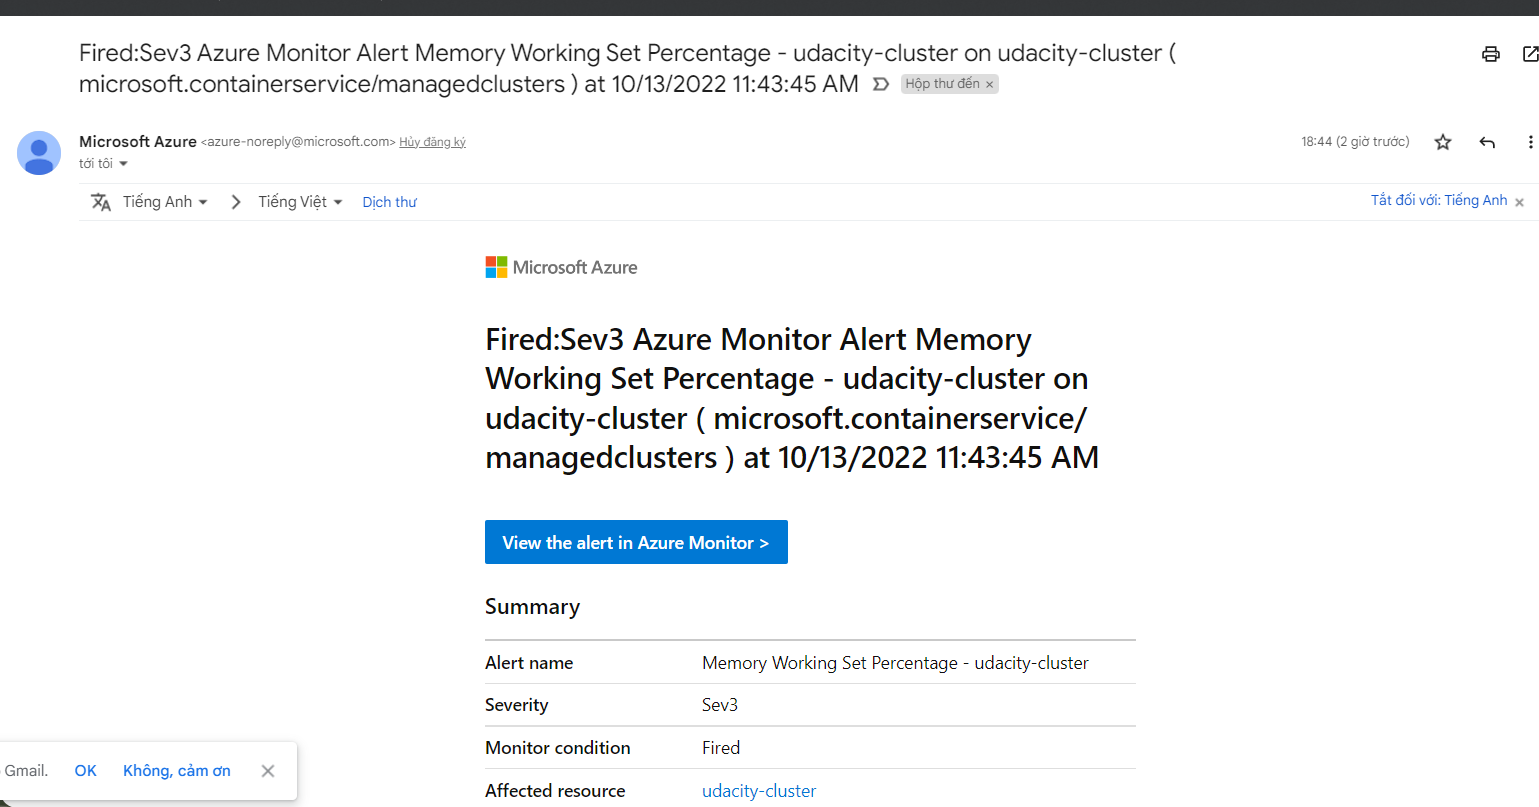 Fired:Sev3 Azure Monitor Alert Memory Working Set Percentage - udacity-cluster on udacity-cluster (
microsoft.containerservice/managedclusters ) at 10/13/2022 11:43:45 AM
Hộp thư đến ×
Microsoft Azure <azure-noreply@microsoft.com> Hủy đăng ký
18:44 (2 giờ trước)
tới tôi
Tiếng Anh
Tiếng Việt
Dịch thư
Tắt đối với: Tiếng Anh ×
Microsoft Azure
Fired:Sev3 Azure Monitor Alert Memory
Working Set Percentage - udacity-cluster on
udacity-cluster ( microsoft.containerservice/
managedclusters ) at 10/13/2022 11:43:45 AM
View the alert in Azure Monitor >
Summary
Alert name Memory Working Set Percentage - udacity-cluster
Severity Sev3
Monitor condition Fired
Affected resource udacity-cluster
Gmail. OK Không, cảm ơn